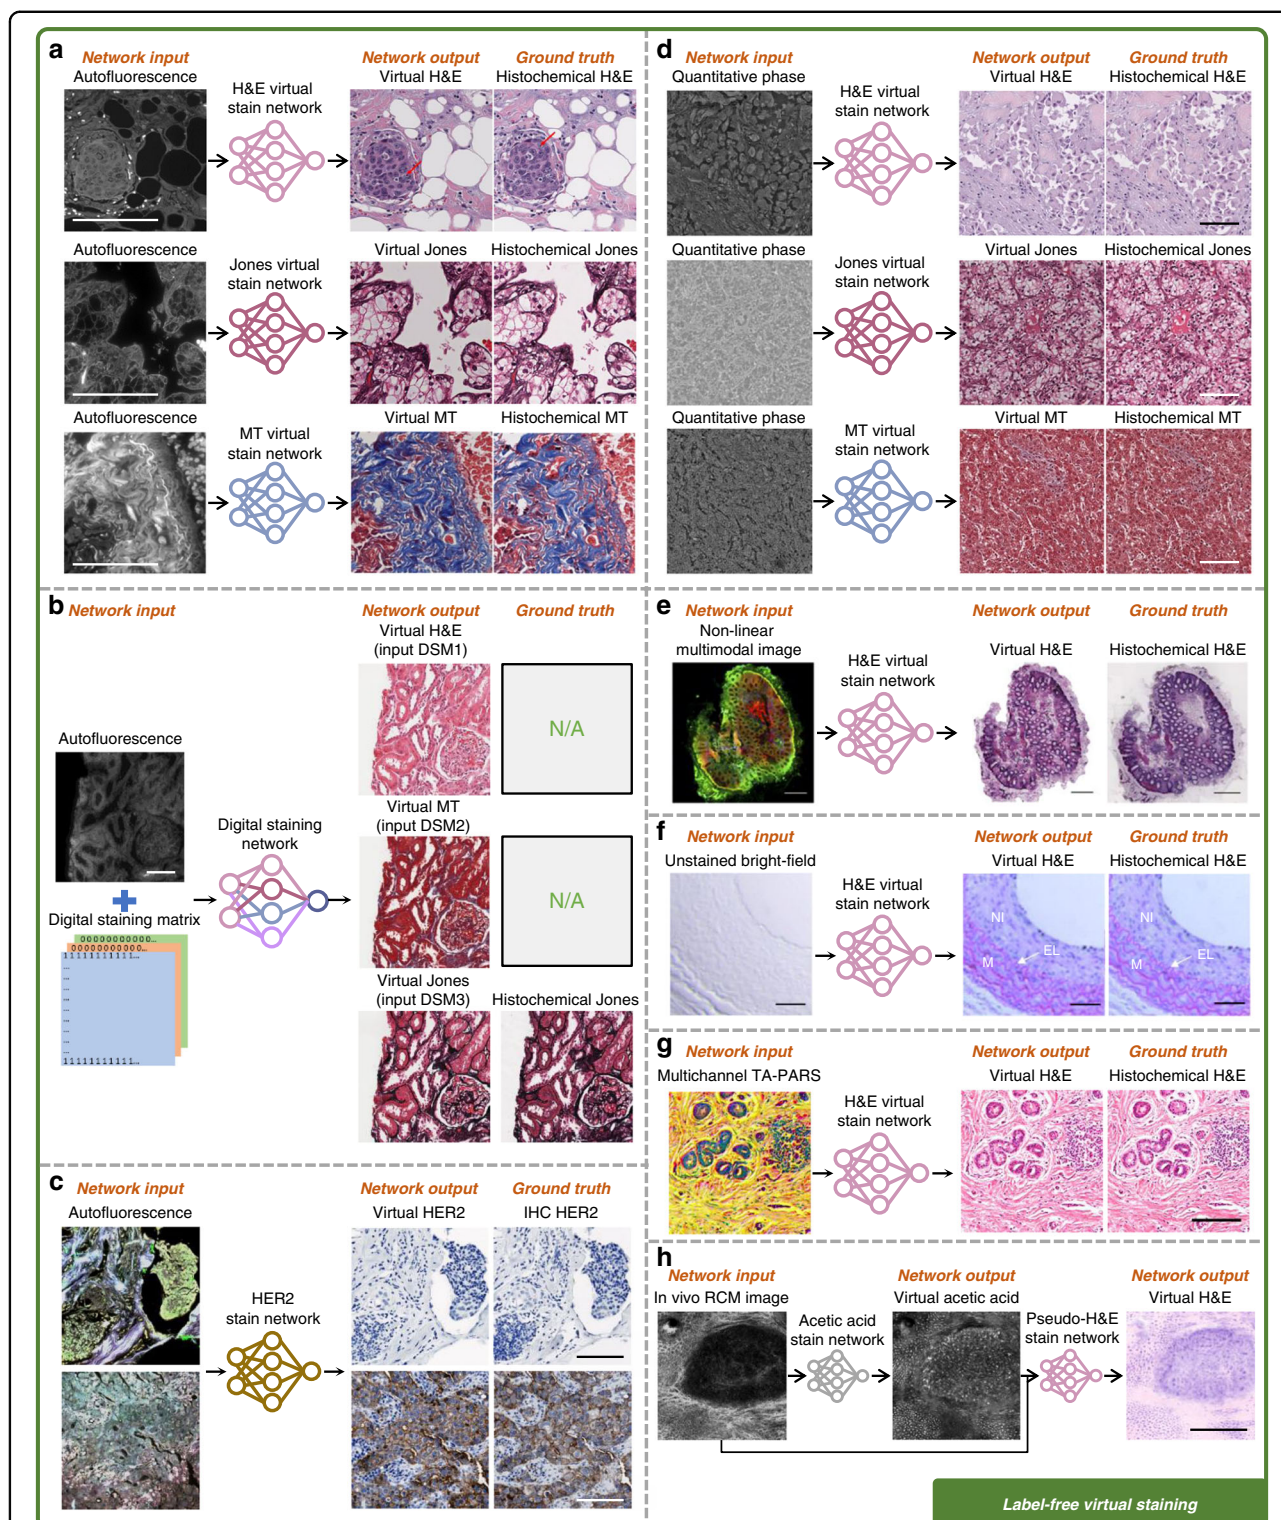 a
Network input
Network output
Ground truth
Autofluorescence
H&E virtual
stain network
Virtual H&E
Histochemical H&E
Autofluorescence
Jones virtual
stain network
Virtual Jones
Histochemical Jones
Autofluorescence
MT virtual
stain network
Virtual MT
Histochemical MT
b
Network input
Network output
Ground truth
Virtual H&E
(input DSM1)
N/A
Autofluorescence
Digital staining
network
Virtual MT
(input DSM2)
N/A
Digital staining matrix
00000000000...
00000000000...
11111111111...
11111111111...
Virtual Jones
(input DSM3)
Histochemical Jones
c
Network input
Network output
Ground truth
Autofluorescence
HER2
stain network
Virtual HER2
IHC HER2
d
Network input
Network output
Ground truth
Quantitative phase
H&E virtual
stain network
Virtual H&E
Histochemical H&E
Quantitative phase
Jones virtual
stain network
Virtual Jones
Histochemical Jones
Quantitative phase
MT virtual
stain network
Virtual MT
Histochemical MT
e
Network input
Network output
Ground truth
Non-linear
multimodal image
H&E virtual
stain network
Virtual H&E
Histochemical H&E
f
Network input
Network output
Ground truth
Unstained bright-field
H&E virtual
stain network
Virtual H&E
Histochemical H&E
NI
M
EL
NI
M
EL
g
Network input
Network output
Ground truth
Multichannel TA-PARS
H&E virtual
stain network
Virtual H&E
Histochemical H&E
h
Network input
Network output
Network output
In vivo RCM image
Acetic acid
stain network
Virtual acetic acid
Pseudo-H&E
stain network
Virtual H&E
Label-free virtual staining